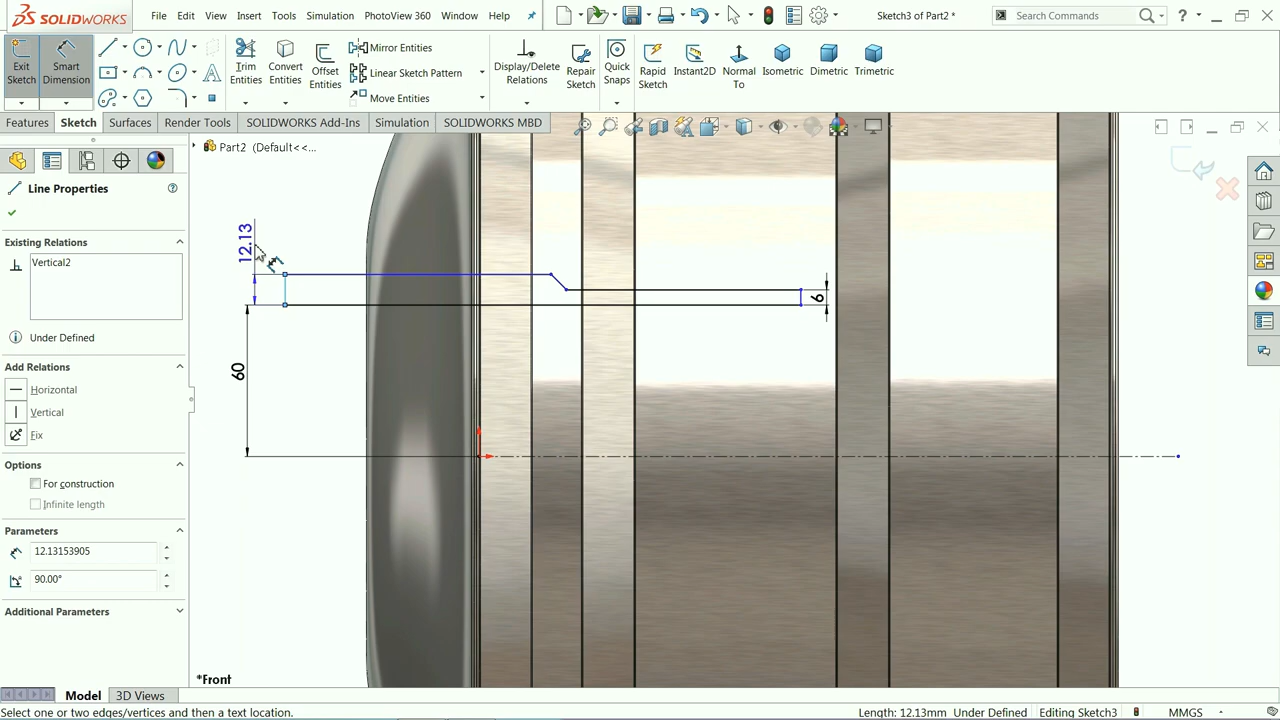 SOLIDWORKS File Edit View Insert Tools Simulation PhotoView 360 Window Help Sketch3 of Part2 * Search Commands ?
Exit Sketch
Smart Dimension
Trim Entities
Convert Entities
Offset Entities
Mirror Entities
Linear Sketch Pattern
Move Entities
Display/Delete Relations
Repair Sketch
Quick Snaps
Rapid Sketch
Instant2D
Normal To
Isometric
Dimetric
Trimetric
Features Sketch Surfaces Render Tools SOLIDWORKS Add-Ins Simulation SOLIDWORKS MBD
Part2 (Default<<...
Line Properties
Existing Relations
Vertical2
Under Defined
Add Relations
Horizontal
Vertical
Fix
Options
For construction
Infinite length
Parameters
12.13153905
90.00°
Additional Parameters
12.13
6
60
*Front
Model 3D Views
Select one or two edges/vertices and then a text location. Length: 12.13mm Under Defined Editing Sketch3 MMGS